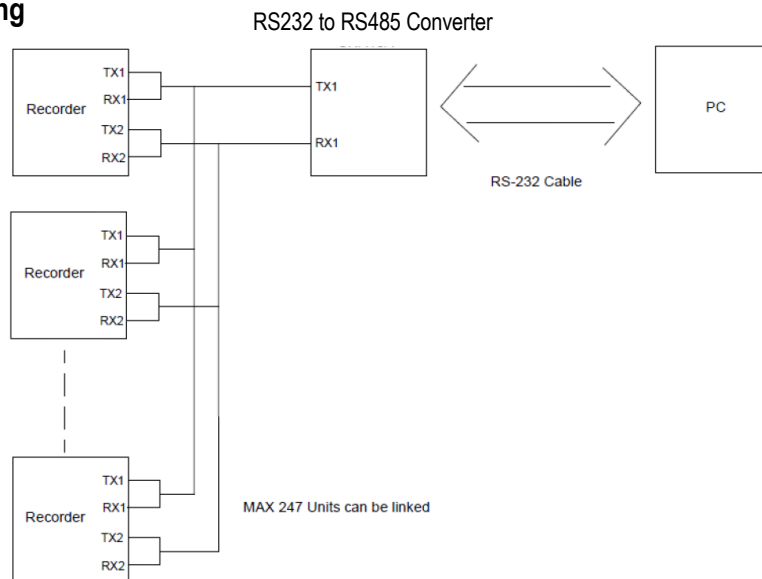 ng
RS232 to RS485 Converter
TX1
RX1
TX2
RX2
Recorder
TX1
RX1
PC
RS-232 Cable
TX1
RX1
TX2
RX2
Recorder
TX1
RX1
TX2
RX2
Recorder
MAX 247 Units can be linked